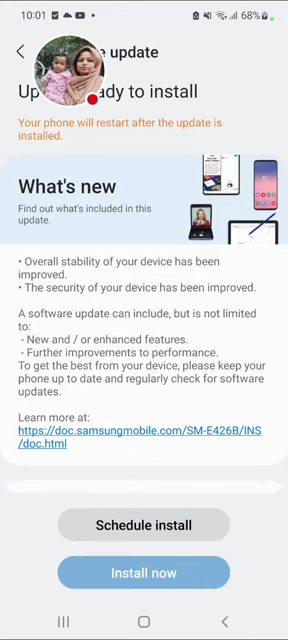 10:01 68%
e update
Up dy to install
Your phone will restart after the update is
installed.
What's new
Find out what's included in this
update.
• Overall stability of your device has been
improved.
• The security of your device has been improved.
A software update can include, but is not limited
to:
- New and / or enhanced features.
- Further improvements to performance.
To get the best from your device, please keep your
phone up to date and regularly check for software
updates.
Learn more at:
https://doc.samsungmobile.com/SM-E426B/INS
/doc.html
Schedule install
Install now